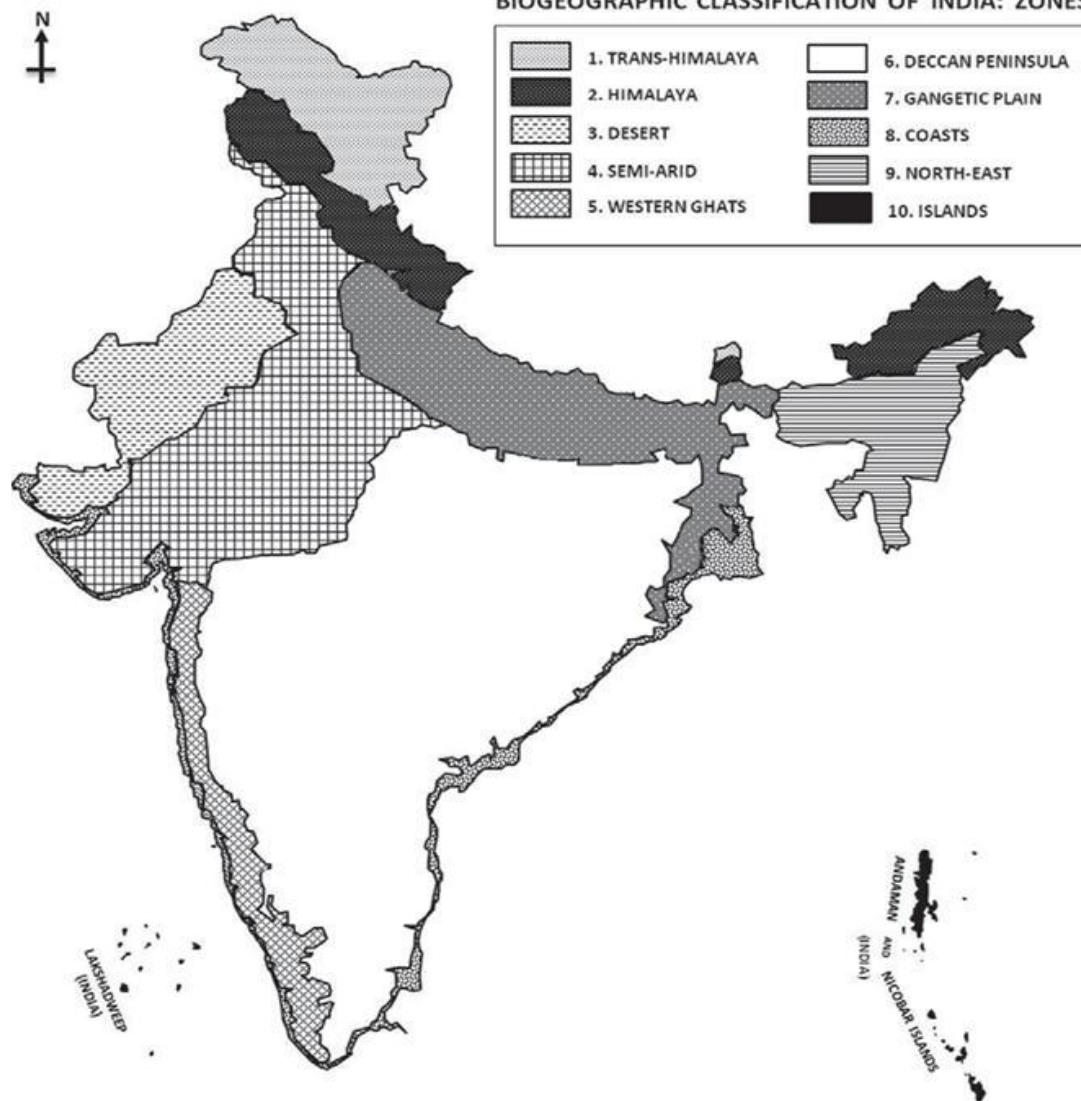 BIOGEOGRAPHIC CLASSIFICATION OF INDIA: ZONES
N
1. TRANS-HIMALAYA
2. HIMALAYA
3. DESERT
4. SEMI-ARID
5. WESTERN GHATS
6. DECCAN PENINSULA
7. GANGETIC PLAIN
8. COASTS
9. NORTH-EAST
10. ISLANDS
LAKSHADWEEP
(INDIA)
ANDAMAN AND NICOBAR ISLANDS
(INDIA)